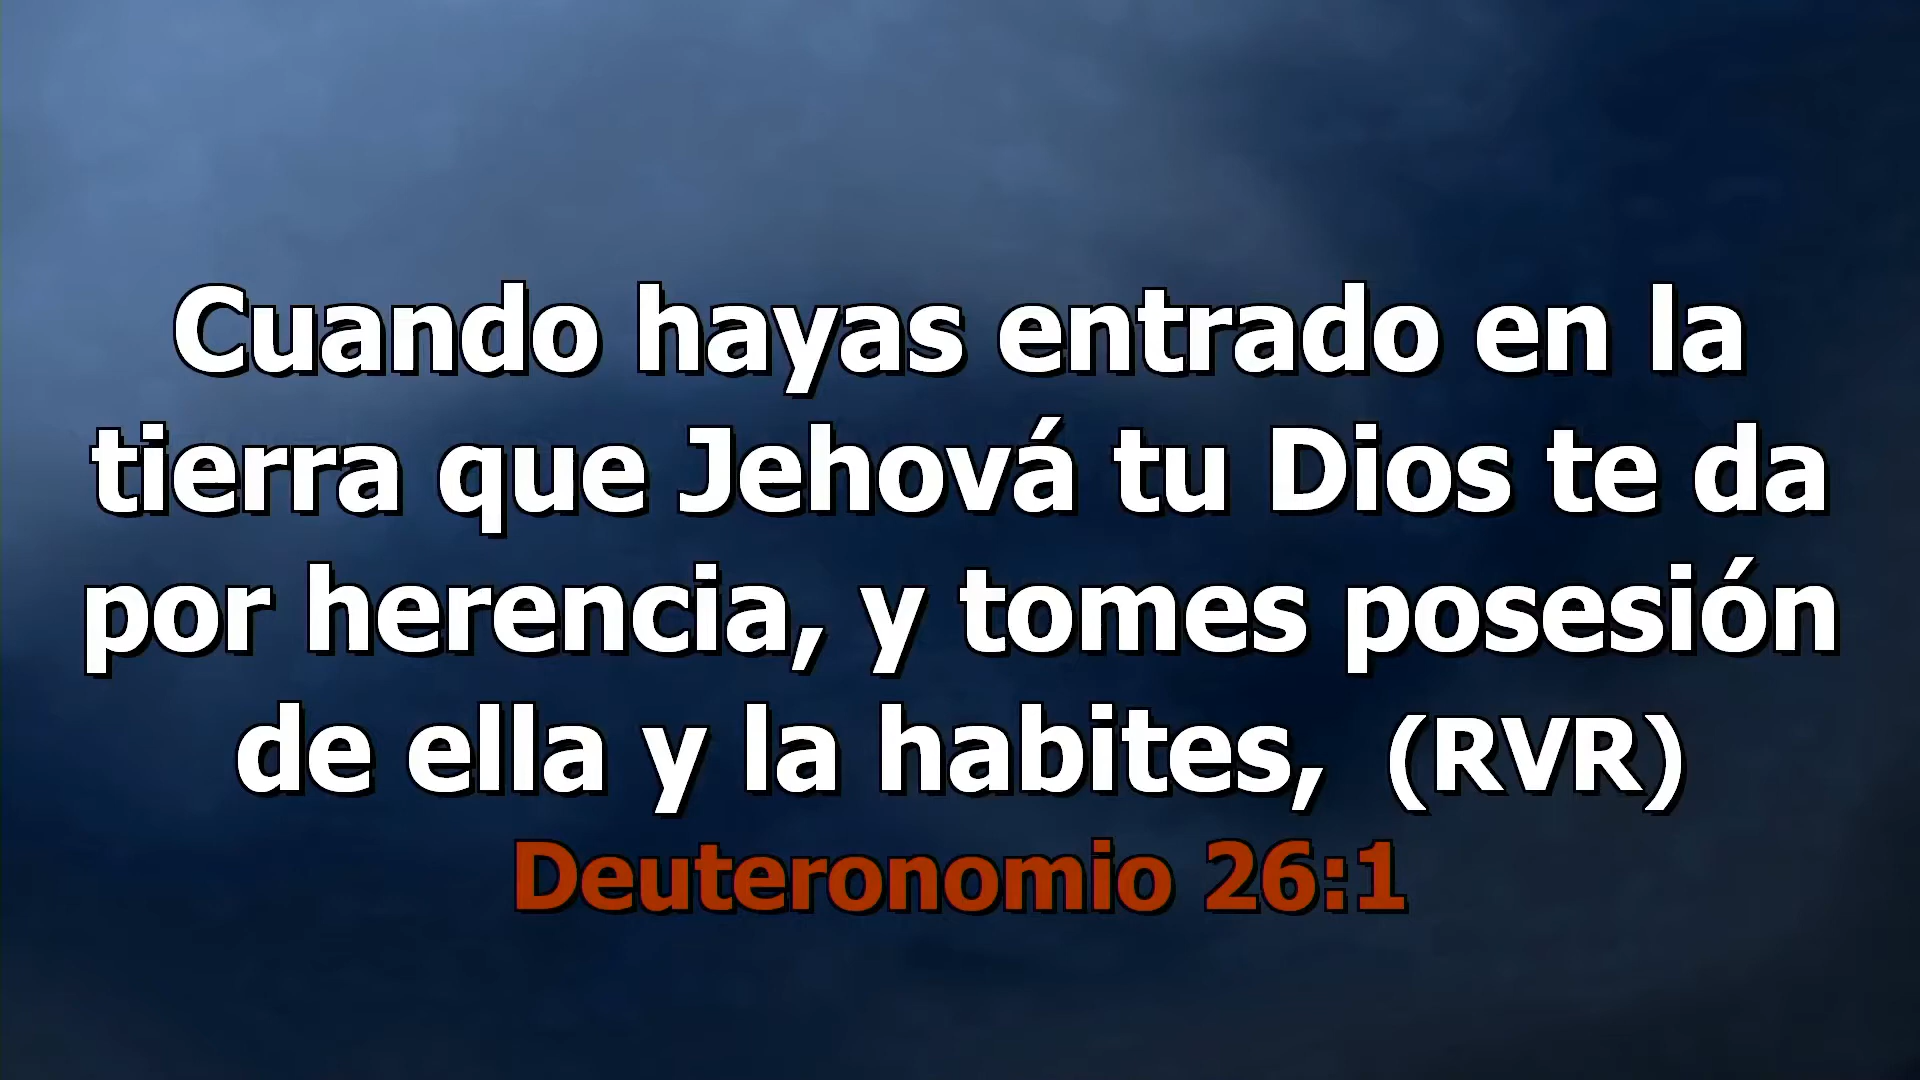 Cuando hayas entrado en la
tierra que Jehová tu Dios te da
por herencia, y tomes posesión
de ella y la habites, (RVR)
Deuteronomio 26:1